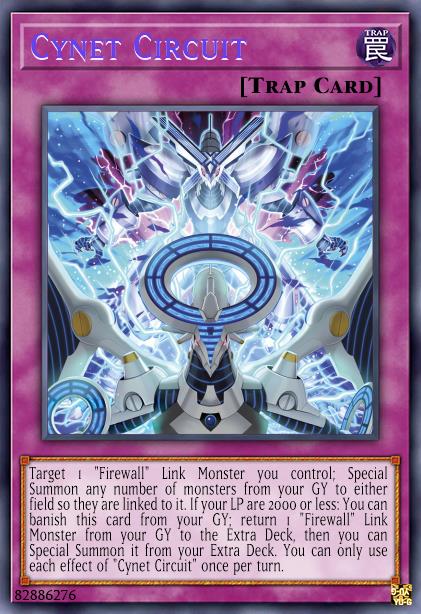 Cynet Circuit
TRAP
罠
[Trap Card]
Target 1 "Firewall" Link Monster you control; Special
Summon any number of monsters from your GY to either
field so they are linked to it. If your LP are 2000 or less: You can
banish this card from your GY; return 1 "Firewall" Link
Monster from your GY to the Extra Deck, then you can
Special Summon it from your Extra Deck. You can only use
each effect of "Cynet Circuit" once per turn.
82886276